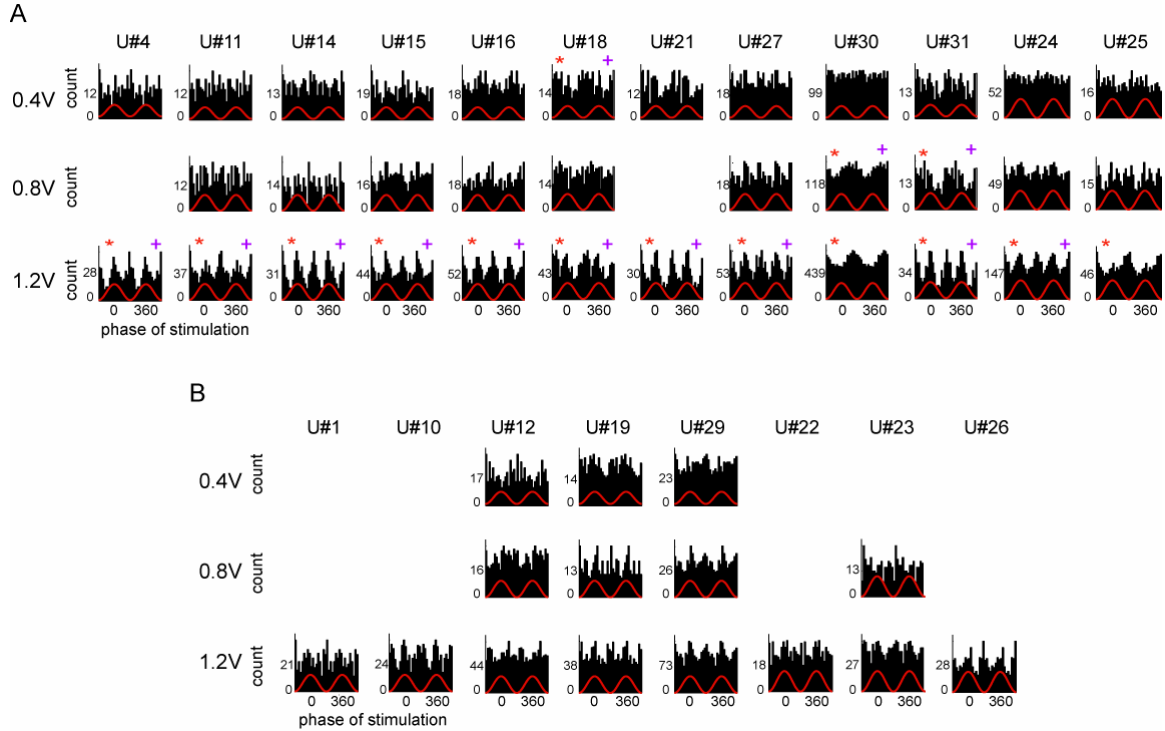 A
U#4 U#11 U#14 U#15 U#16 U#18 U#21 U#27 U#30 U#31 U#24 U#25
* +
0.4V count 12 0 12 0 13 0 19 0 18 0 14 0 12 0 18 0 99 0 13 0 52 0 16 0
* + * +
0.8V count 12 0 14 0 16 0 18 0 14 0 18 0 118 0 13 0 49 0 15 0
* + * + * + * + * + * + * + * + * * + * + *
1.2V count 28 0 37 0 31 0 44 0 52 0 43 0 30 0 53 0 439 0 34 0 147 0 46 0
0 360 0 360 0 360 0 360 0 360 0 360 0 360 0 360 0 360 0 360 0 360 0 360
phase of stimulation
B
U#1 U#10 U#12 U#19 U#29 U#22 U#23 U#26
0.4V count 17 0 14 0 23 0
0.8V count 16 0 13 0 26 0 13 0
1.2V count 21 0 24 0 44 0 38 0 73 0 18 0 27 0 28 0
0 360 0 360 0 360 0 360 0 360 0 360 0 360 0 360
phase of stimulation